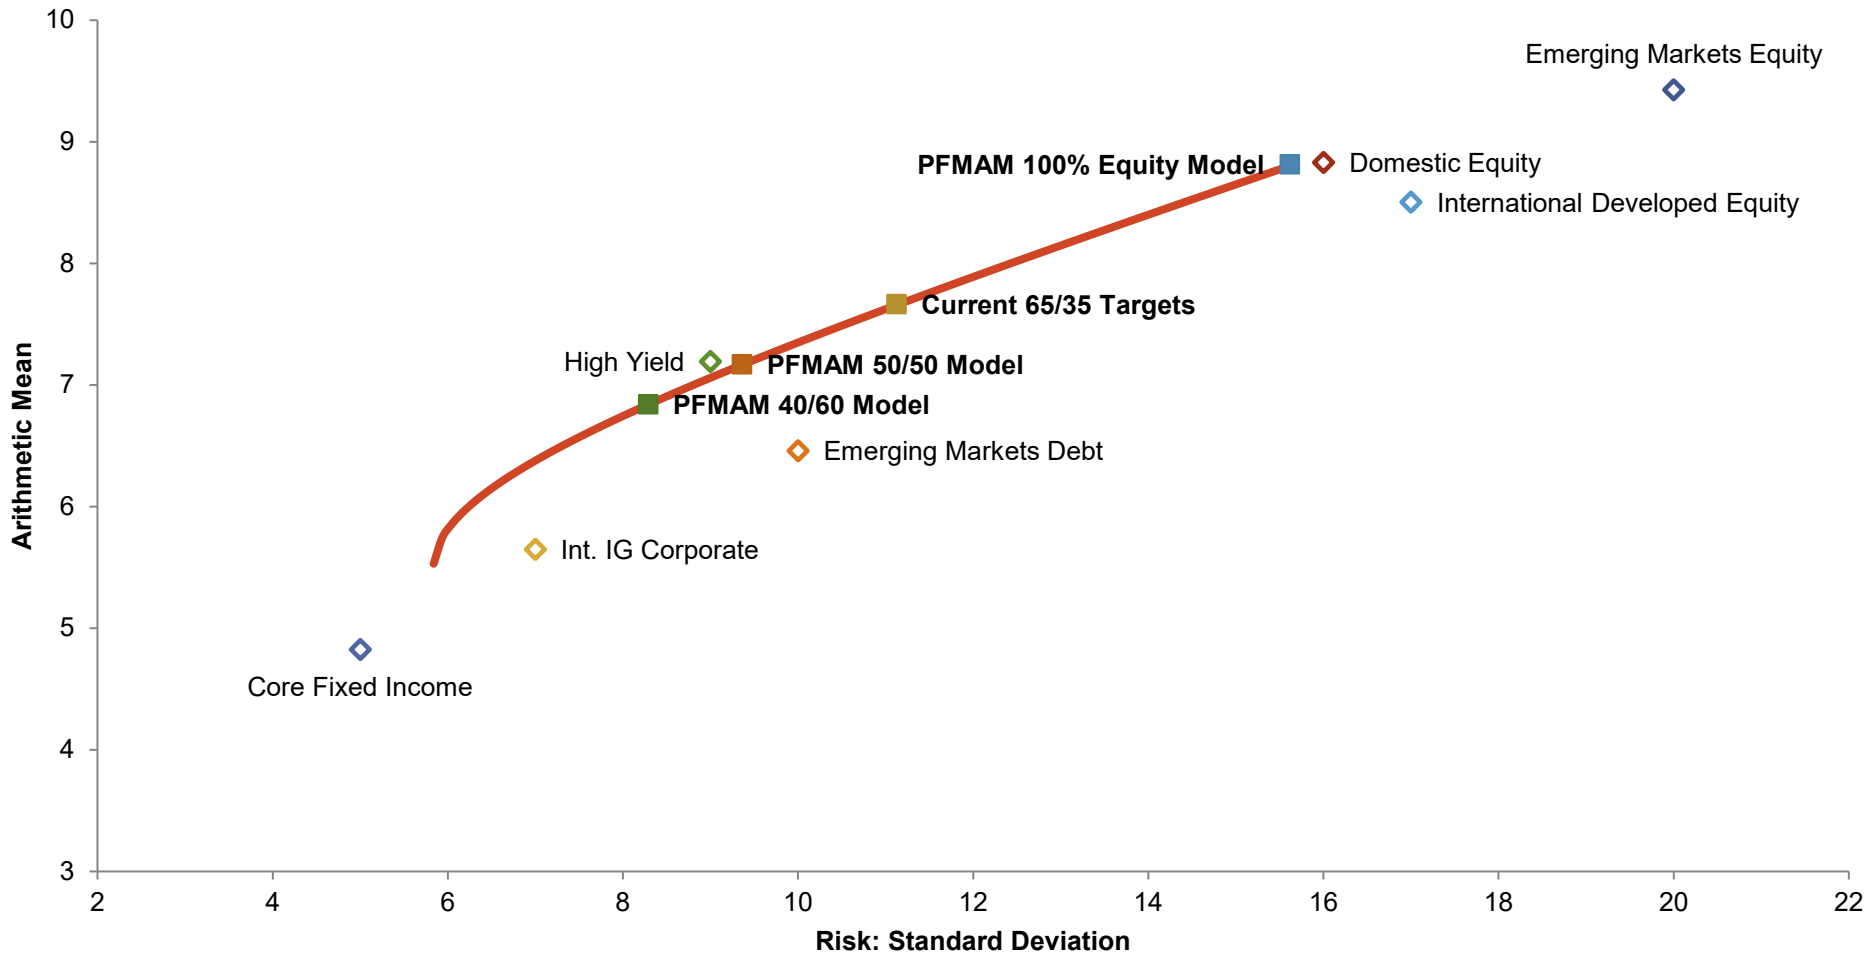 10
Emerging Markets Equity
9
PFMAM 100% Equity Model
Domestic Equity
International Developed Equity
8
Current 65/35 Targets
High Yield
PFMAM 50/50 Model
7
PFMAM 40/60 Model
Emerging Markets Debt
Arithmetic Mean
6
Int. IG Corporate
5
Core Fixed Income
4
3
2 4 6 8 10 12 14 16 18 20 22
Risk: Standard Deviation